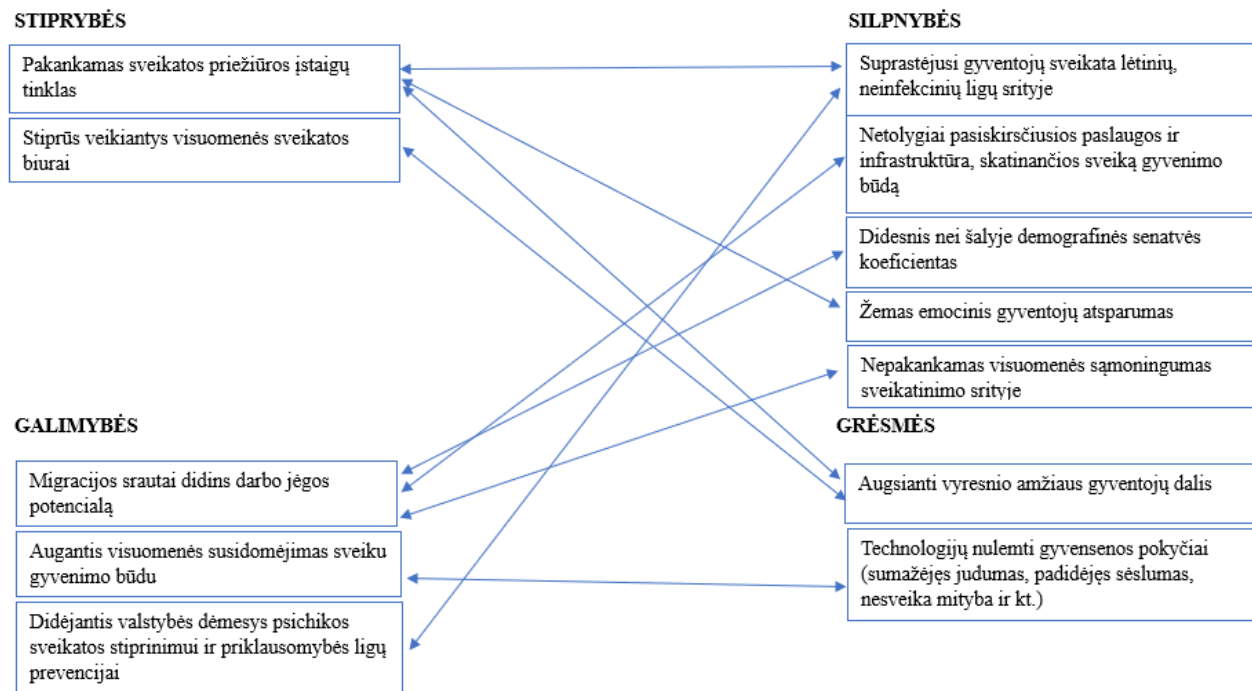 STIPRYBĖS
Pakankamas sveikatos priežiūros įstaigų
tinklas
Stiprūs veikiantys visuomenės sveikatos
biurai
SILPNYBĖS
Suprastėjusi gyventojų sveikata lėtinių,
neinfekcinių ligų srityje
Netolygiai pasiskirsčiusios paslaugos ir
infrastruktūra, skatinančios sveiką gyvenimo
būdą
Didesnis nei šalyje demografinės senatvės
koeficientas
Žemas emocinis gyventojų atsparumas
Nepakankamas visuomenės sąmoningumas
sveikatinimo srityje
GALIMYBĖS
Migracijos srautai didins darbo jėgos
potencialą
Augantis visuomenės susidomėjimas sveiku
gyvenimo būdu
Didėjantis valstybės dėmesys psichikos
sveikatos stiprinimui ir priklausomybės ligų
prevencijai
GRĖSMĖS
Augsianti vyresnio amžiaus gyventojų dalis
Technologijų nulemti gyvensenos pokyčiai
(sumažėjęs judumas, padidėjęs sėslumas,
nesveika mityba ir kt.)